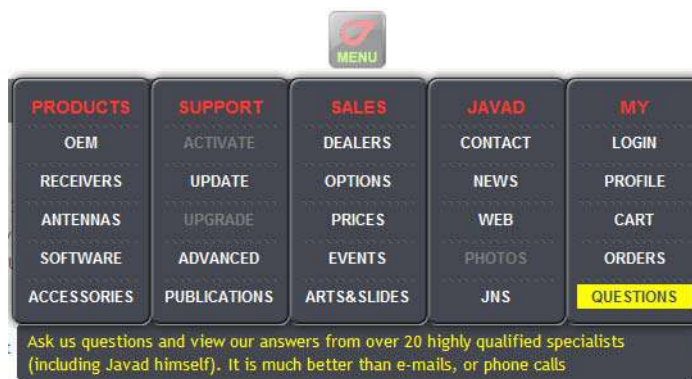 MENU
PRODUCTS SUPPORT SALES JAVAD MY
OEM ACTIVATE DEALERS CONTACT LOGIN
RECEIVERS UPDATE OPTIONS NEWS PROFILE
ANTENNAS UPGRADE PRICES WEB CART
SOFTWARE ADVANCED EVENTS PHOTOS ORDERS
ACCESSORIES PUBLICATIONS ARTS&SLIDES JNS QUESTIONS
Ask us questions and view our answers from over 20 highly qualified specialists
(including Javad himself). It is much better than e-mails, or phone calls